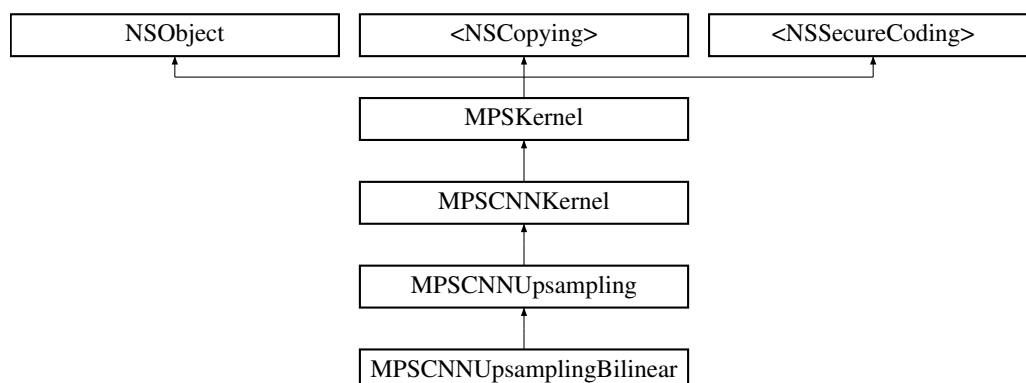 NSObject
<NSCopying>
<NSSecureCoding>
MPSKernel
MPSCNNKernel
MPSCNNUpsampling
MPSCNNUpsamplingBilinear